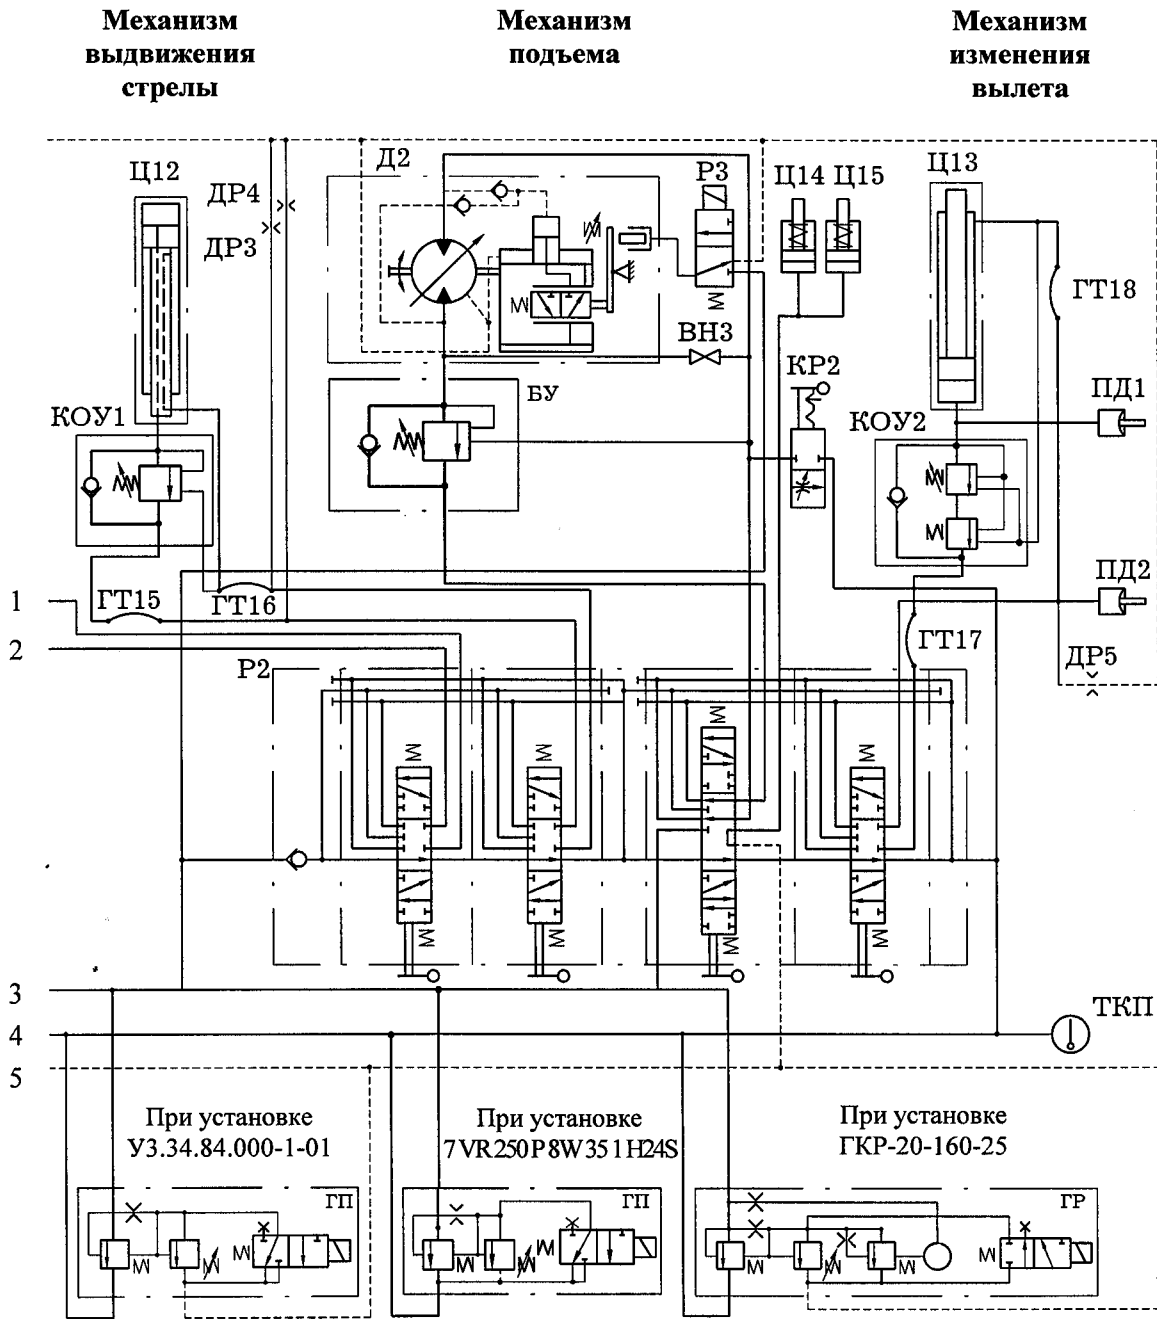 Механизм
выдвижения
стрелы
Механизм
подъема
Механизм
изменения
вылета
Д2
Р3
Ц12
ДР4
ДР3
Ц14 Ц15
Ц13
ГТ18
ВН3
КР2
БУ
ПД1
КОУ1
КОУ2
ПД2
1
ГТ15
ГТ16
2
ГТ17
Р2
ДР5
3
4
ТКП
5
При установке
У3.34.84.000-1-01
При установке
7VR250P8W351H24S
При установке
ГКР-20-160-25
ГП
ГП
ГР